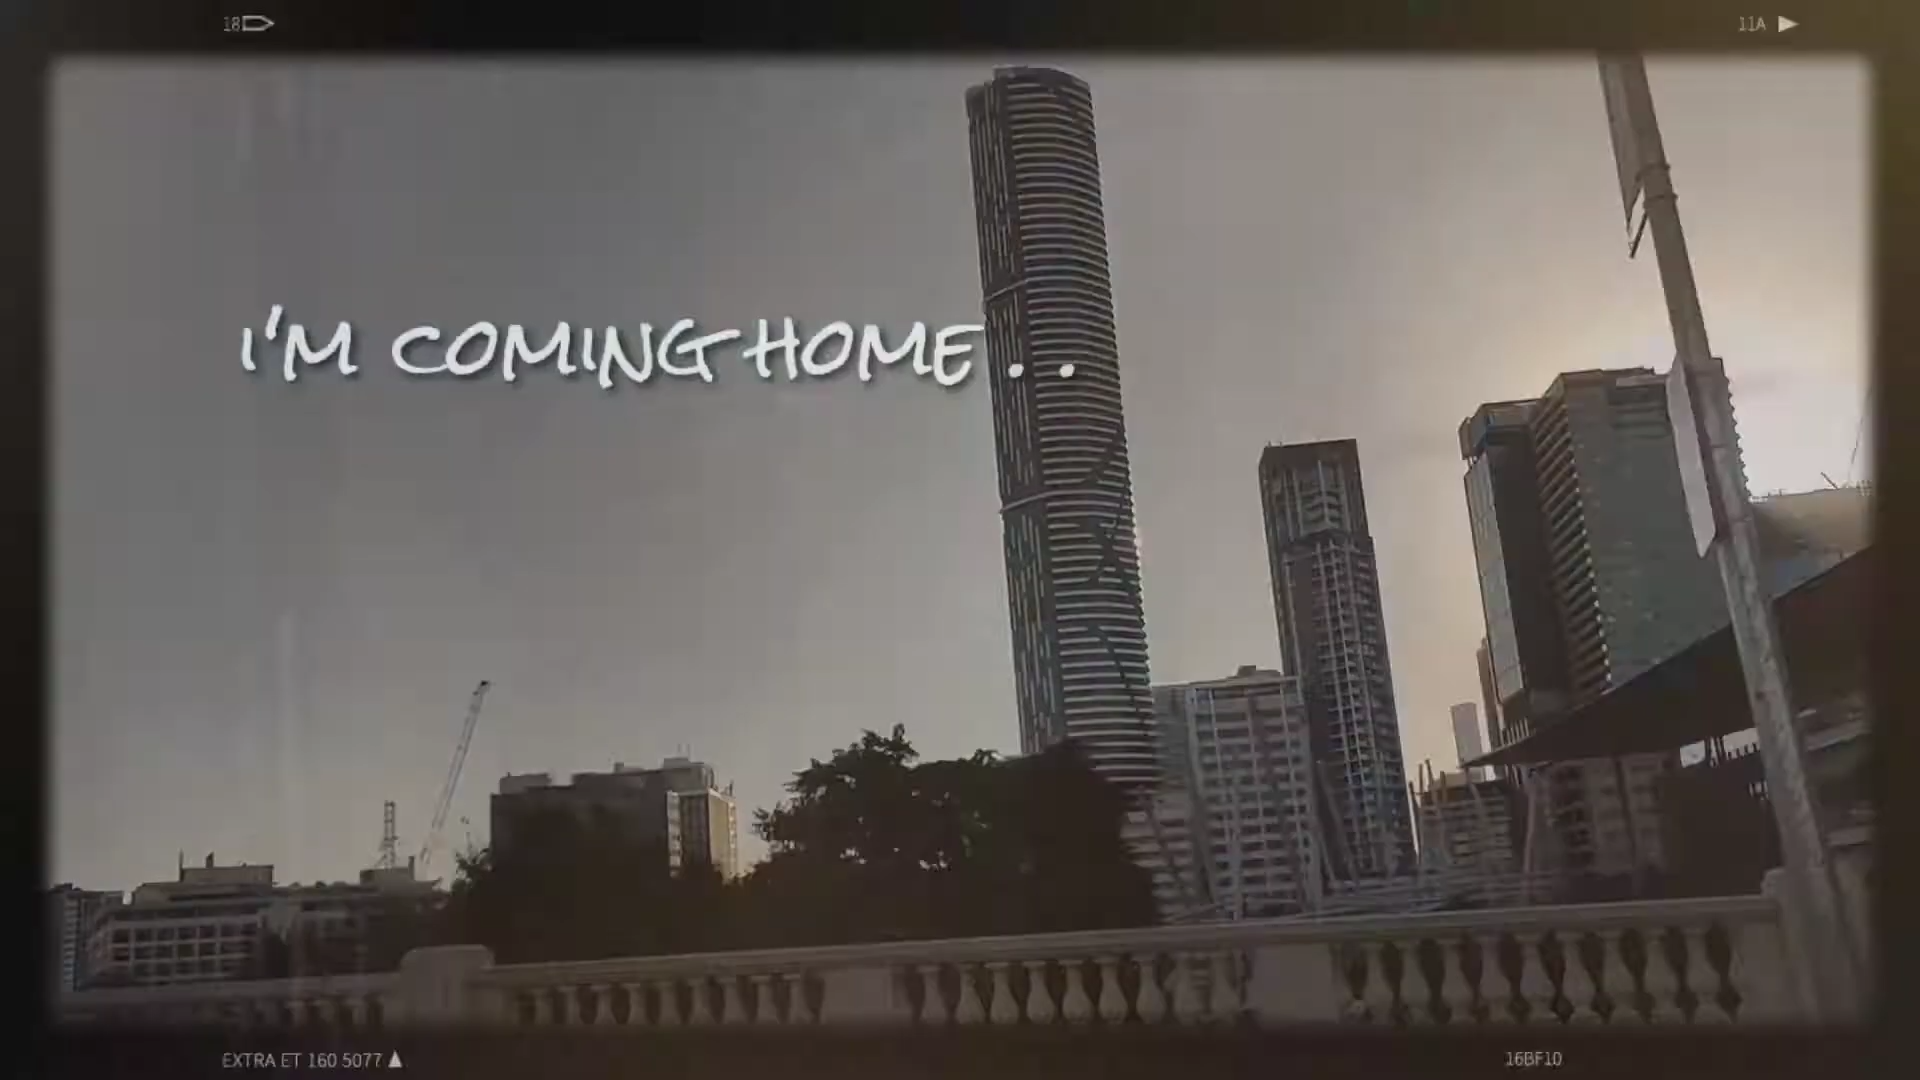 18
11A
I'M COMING HOME . .
EXTRA ET 160 5077
16BF10